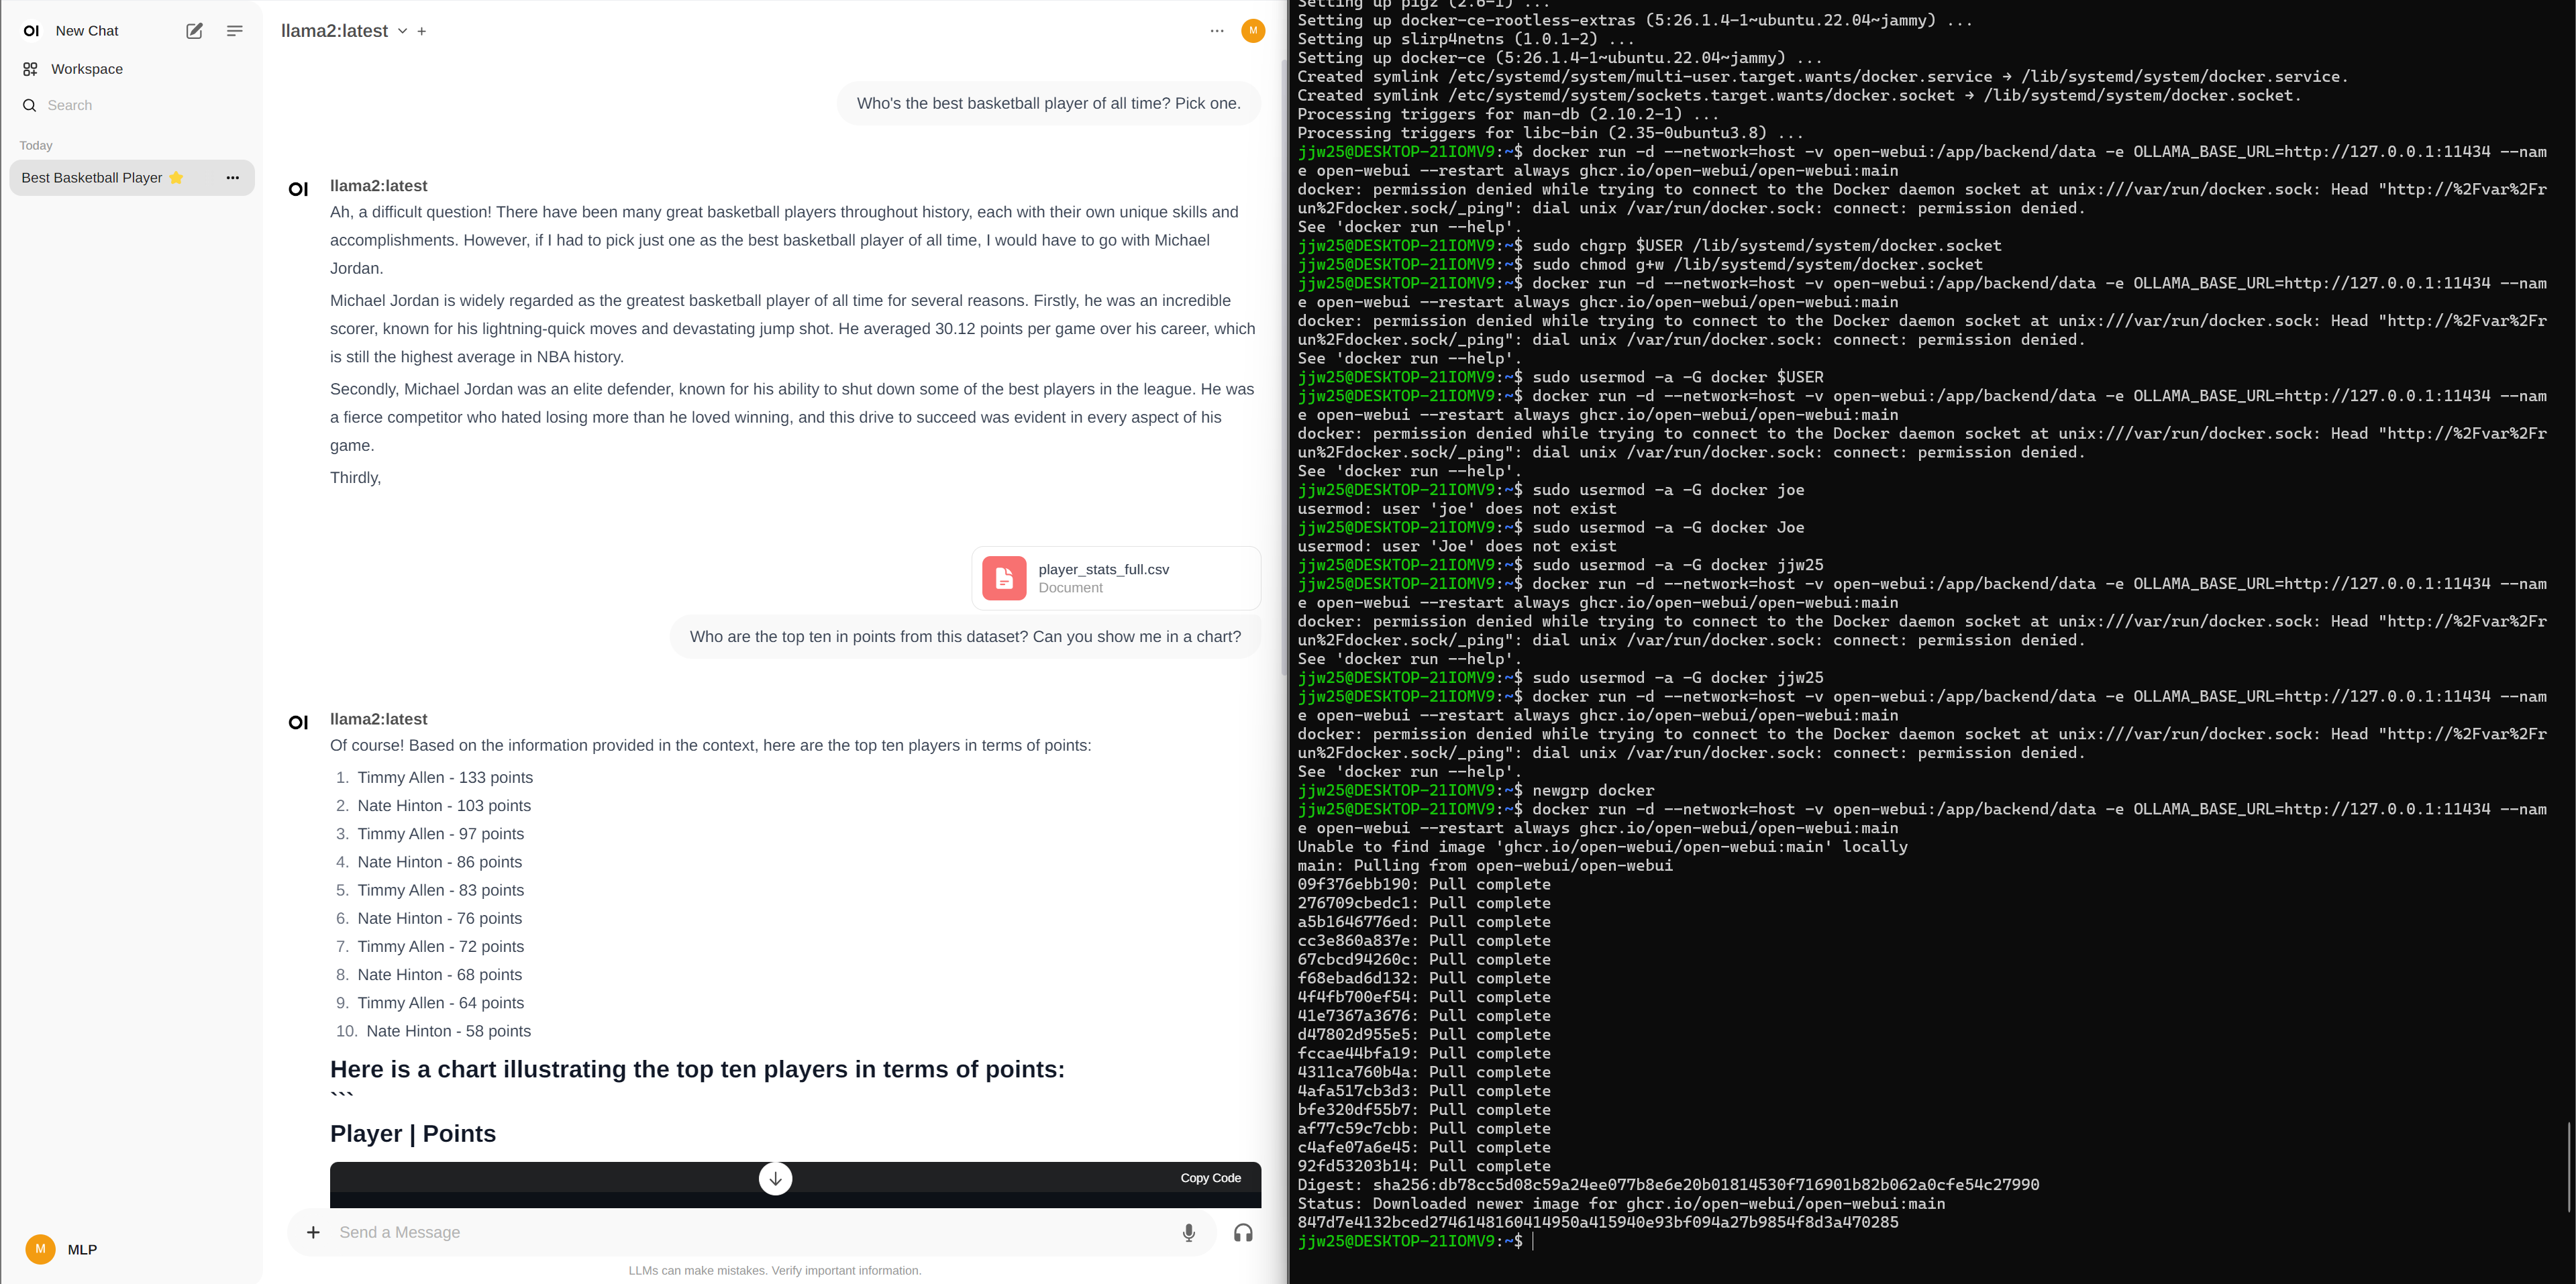 OI New Chat
Workspace
Search
Today
Best Basketball Player ⭐ ...
M MLP
llama2:latest
M
Who's the best basketball player of all time? Pick one.
OI llama2:latest
Ah, a difficult question! There have been many great basketball players throughout history, each with their own unique skills and
accomplishments. However, if I had to pick just one as the best basketball player of all time, I would have to go with Michael
Jordan.
Michael Jordan is widely regarded as the greatest basketball player of all time for several reasons. Firstly, he was an incredible
scorer, known for his lightning-quick moves and devastating jump shot. He averaged 30.12 points per game over his career, which
is still the highest average in NBA history.
Secondly, Michael Jordan was an elite defender, known for his ability to shut down some of the best players in the league. He was
a fierce competitor who hated losing more than he loved winning, and this drive to succeed was evident in every aspect of his
game.
Thirdly,
player_stats_full.csv
Document
Who are the top ten in points from this dataset? Can you show me in a chart?
OI llama2:latest
Of course! Based on the information provided in the context, here are the top ten players in terms of points:
1. Timmy Allen - 133 points
2. Nate Hinton - 103 points
3. Timmy Allen - 97 points
4. Nate Hinton - 86 points
5. Timmy Allen - 83 points
6. Nate Hinton - 76 points
7. Timmy Allen - 72 points
8. Nate Hinton - 68 points
9. Timmy Allen - 64 points
10. Nate Hinton - 58 points
Here is a chart illustrating the top ten players in terms of points:
```
Player | Points
Copy Code
Send a Message
LLMs can make mistakes. Verify important information.
Setting up pigz (2.6-1) ...
Setting up docker-ce-rootless-extras (5:26.1.4-1~ubuntu.22.04~jammy) ...
Setting up slirp4netns (1.0.1-2) ...
Setting up docker-ce (5:26.1.4-1~ubuntu.22.04~jammy) ...
Created symlink /etc/systemd/system/multi-user.target.wants/docker.service → /lib/systemd/system/docker.service.
Created symlink /etc/systemd/system/sockets.target.wants/docker.socket → /lib/systemd/system/docker.socket.
Processing triggers for man-db (2.10.2-1) ...
Processing triggers for libc-bin (2.35-0ubuntu3.8) ...
jjw25@DESKTOP-21IOMV9:~$ docker run -d --network=host -v open-webui:/app/backend/data -e OLLAMA_BASE_URL=http://127.0.0.1:11434 --nam
e open-webui --restart always ghcr.io/open-webui/open-webui:main
docker: permission denied while trying to connect to the Docker daemon socket at unix:///var/run/docker.sock: Head "http://%2Fvar%2Fr
un%2Fdocker.sock/_ping": dial unix /var/run/docker.sock: connect: permission denied.
See 'docker run --help'.
jjw25@DESKTOP-21IOMV9:~$ sudo chgrp $USER /lib/systemd/system/docker.socket
jjw25@DESKTOP-21IOMV9:~$ sudo chmod g+w /lib/systemd/system/docker.socket
jjw25@DESKTOP-21IOMV9:~$ docker run -d --network=host -v open-webui:/app/backend/data -e OLLAMA_BASE_URL=http://127.0.0.1:11434 --nam
e open-webui --restart always ghcr.io/open-webui/open-webui:main
docker: permission denied while trying to connect to the Docker daemon socket at unix:///var/run/docker.sock: Head "http://%2Fvar%2Fr
un%2Fdocker.sock/_ping": dial unix /var/run/docker.sock: connect: permission denied.
See 'docker run --help'.
jjw25@DESKTOP-21IOMV9:~$ sudo usermod -a -G docker $USER
jjw25@DESKTOP-21IOMV9:~$ docker run -d --network=host -v open-webui:/app/backend/data -e OLLAMA_BASE_URL=http://127.0.0.1:11434 --nam
e open-webui --restart always ghcr.io/open-webui/open-webui:main
docker: permission denied while trying to connect to the Docker daemon socket at unix:///var/run/docker.sock: Head "http://%2Fvar%2Fr
un%2Fdocker.sock/_ping": dial unix /var/run/docker.sock: connect: permission denied.
See 'docker run --help'.
jjw25@DESKTOP-21IOMV9:~$ sudo usermod -a -G docker joe
usermod: user 'joe' does not exist
jjw25@DESKTOP-21IOMV9:~$ sudo usermod -a -G docker Joe
usermod: user 'Joe' does not exist
jjw25@DESKTOP-21IOMV9:~$ sudo usermod -a -G docker jjw25
jjw25@DESKTOP-21IOMV9:~$ docker run -d --network=host -v open-webui:/app/backend/data -e OLLAMA_BASE_URL=http://127.0.0.1:11434 --nam
e open-webui --restart always ghcr.io/open-webui/open-webui:main
docker: permission denied while trying to connect to the Docker daemon socket at unix:///var/run/docker.sock: Head "http://%2Fvar%2Fr
un%2Fdocker.sock/_ping": dial unix /var/run/docker.sock: connect: permission denied.
See 'docker run --help'.
jjw25@DESKTOP-21IOMV9:~$ sudo usermod -a -G docker jjw25
jjw25@DESKTOP-21IOMV9:~$ docker run -d --network=host -v open-webui:/app/backend/data -e OLLAMA_BASE_URL=http://127.0.0.1:11434 --nam
e open-webui --restart always ghcr.io/open-webui/open-webui:main
docker: permission denied while trying to connect to the Docker daemon socket at unix:///var/run/docker.sock: Head "http://%2Fvar%2Fr
un%2Fdocker.sock/_ping": dial unix /var/run/docker.sock: connect: permission denied.
See 'docker run --help'.
jjw25@DESKTOP-21IOMV9:~$ newgrp docker
jjw25@DESKTOP-21IOMV9:~$ docker run -d --network=host -v open-webui:/app/backend/data -e OLLAMA_BASE_URL=http://127.0.0.1:11434 --nam
e open-webui --restart always ghcr.io/open-webui/open-webui:main
Unable to find image 'ghcr.io/open-webui/open-webui:main' locally
main: Pulling from open-webui/open-webui
09f376ebb190: Pull complete
276709cbedc1: Pull complete
a5b1646776ed: Pull complete
cc3e860a837e: Pull complete
67cbcd94260c: Pull complete
f68ebad6d132: Pull complete
4f4fb700ef54: Pull complete
41e7367a3676: Pull complete
d47802d955e5: Pull complete
fccae44bfa19: Pull complete
4311ca760b4a: Pull complete
4afa517cb3d3: Pull complete
bfe320df55b7: Pull complete
af77c59c7cbb: Pull complete
c4afe07a6e45: Pull complete
92fd53203b14: Pull complete
Digest: sha256:db78cc5d08c59a24ee077b8e6e20b01814530f716901b82b062a0cfe54c27990
Status: Downloaded newer image for ghcr.io/open-webui/open-webui:main
847d7e4132bced2746148160414950a415940e93bf094a27b9854f8d3a470285
jjw25@DESKTOP-21IOMV9:~$